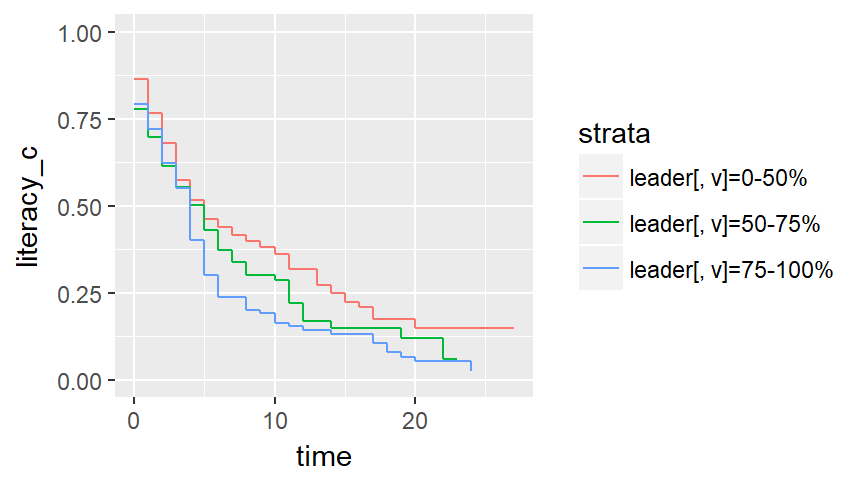 1.00
0.75
0.50
0.25
0.00
literacy_c
0
10
20
time
strata
leader[, v]=0-50%
leader[, v]=50-75%
leader[, v]=75-100%